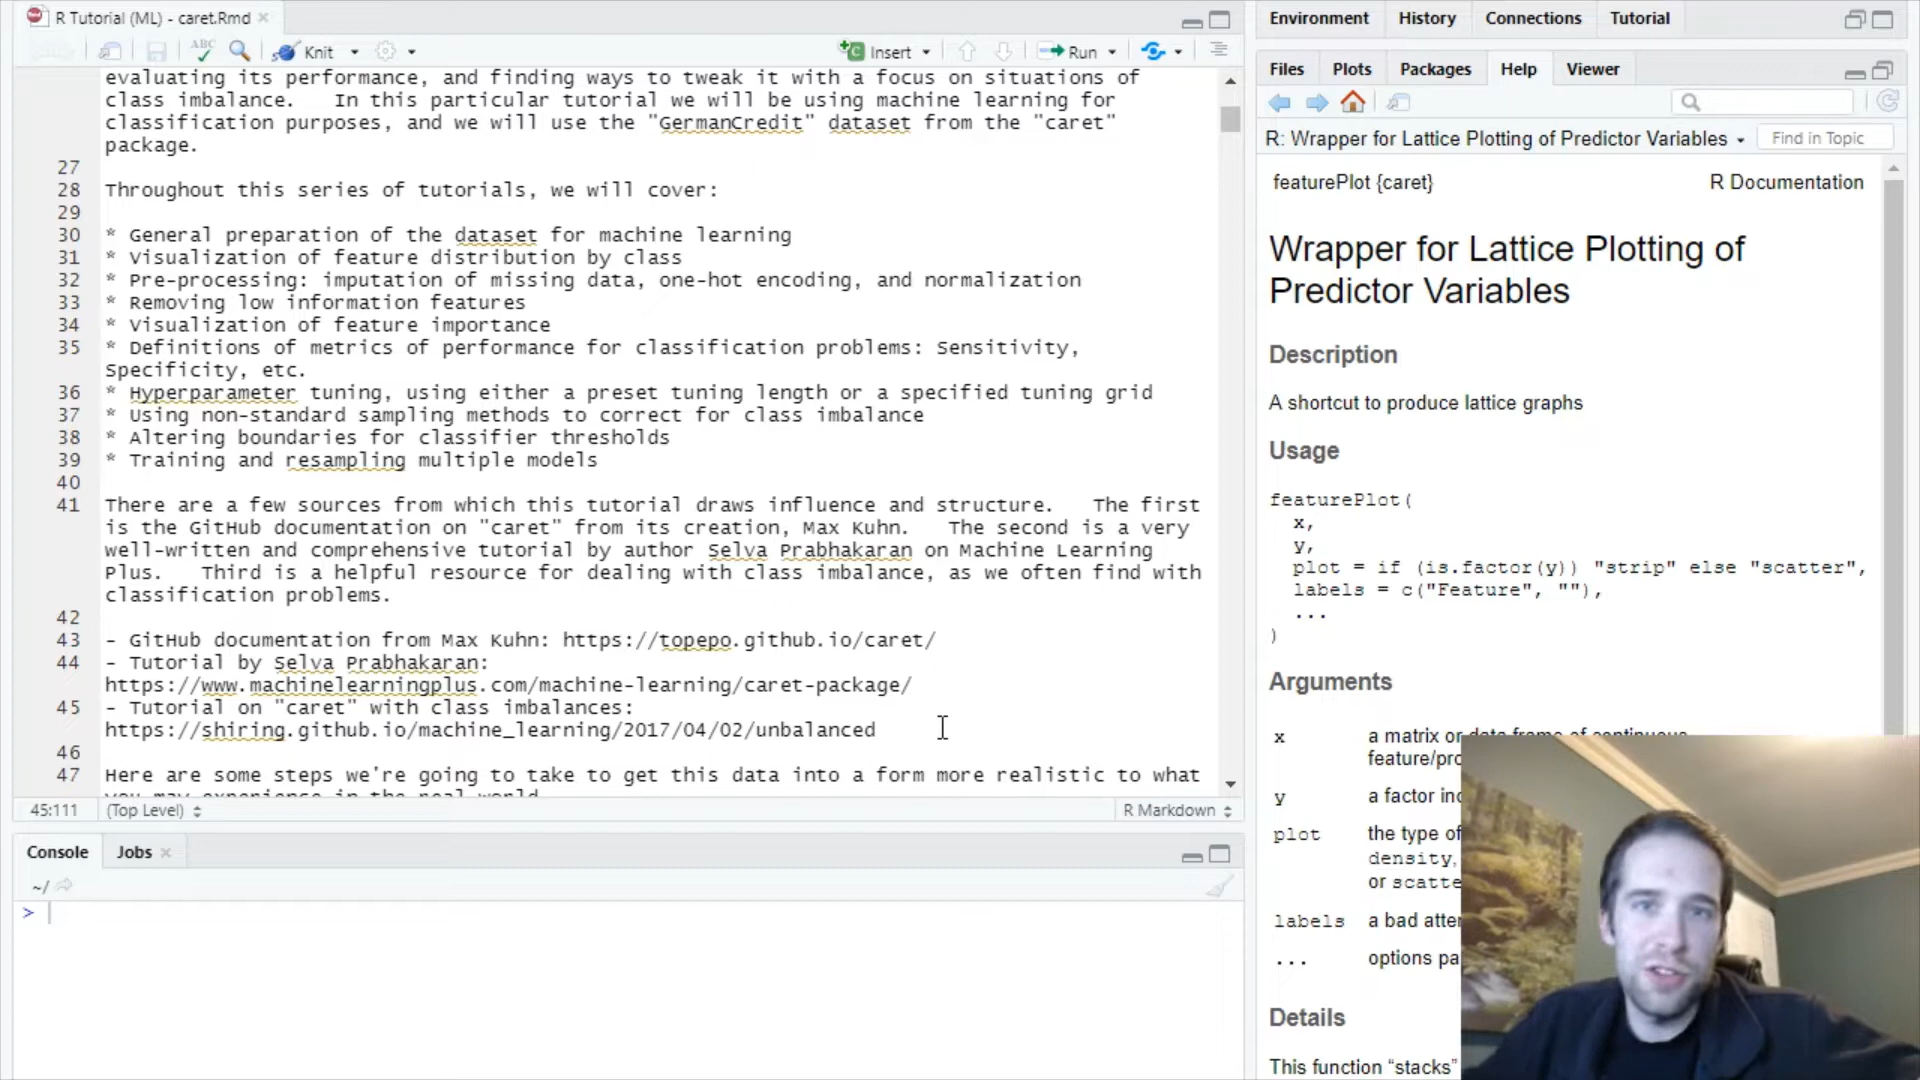 R Tutorial (ML) - caret.Rmd
ABC
Knit
Insert
Run
evaluating its performance, and finding ways to tweak it with a focus on situations of
class imbalance.   In this particular tutorial we will be using machine learning for
classification purposes, and we will use the "GermanCredit" dataset from the "caret"
package.
27
28 Throughout this series of tutorials, we will cover:
29
30 * General preparation of the dataset for machine learning
31 * Visualization of feature distribution by class
32 * Pre-processing: imputation of missing data, one-hot encoding, and normalization
33 * Removing low information features
34 * Visualization of feature importance
35 * Definitions of metrics of performance for classification problems: Sensitivity,
Specificity, etc.
36 * Hyperparameter tuning, using either a preset tuning length or a specified tuning grid
37 * Using non-standard sampling methods to correct for class imbalance
38 * Altering boundaries for classifier thresholds
39 * Training and resampling multiple models
40
41 There are a few sources from which this tutorial draws influence and structure.   The first
is the GitHub documentation on "caret" from its creation, Max Kuhn.   The second is a very
well-written and comprehensive tutorial by author Selva Prabhakaran on Machine Learning
Plus.   Third is a helpful resource for dealing with class imbalance, as we often find with
classification problems.
42
43 - GitHub documentation from Max Kuhn: https://topepo.github.io/caret/
44 - Tutorial by Selva Prabhakaran:
https://www.machinelearningplus.com/machine-learning/caret-package/
45 - Tutorial on "caret" with class imbalances:
https://shiring.github.io/machine_learning/2017/04/02/unbalanced
46
47 Here are some steps we're going to take to get this data into a form more realistic to what
you may experience in the real world
45:111 (Top Level) R Markdown
Console Jobs
~/
>
Environment History Connections Tutorial
Files Plots Packages Help Viewer
R: Wrapper for Lattice Plotting of Predictor Variables Find in Topic
featurePlot {caret} R Documentation
Wrapper for Lattice Plotting of
Predictor Variables
Description
A shortcut to produce lattice graphs
Usage
featurePlot(
x,
y,
plot = if (is.factor(y)) "strip" else "scatter",
labels = c("Feature", ""),
...
)
Arguments
x a matrix or data frame of continuous
feature/pro
y a factor ind
plot the type of
density,
or scatte
labels a bad atte
... options pa
Details
This function “stacks”